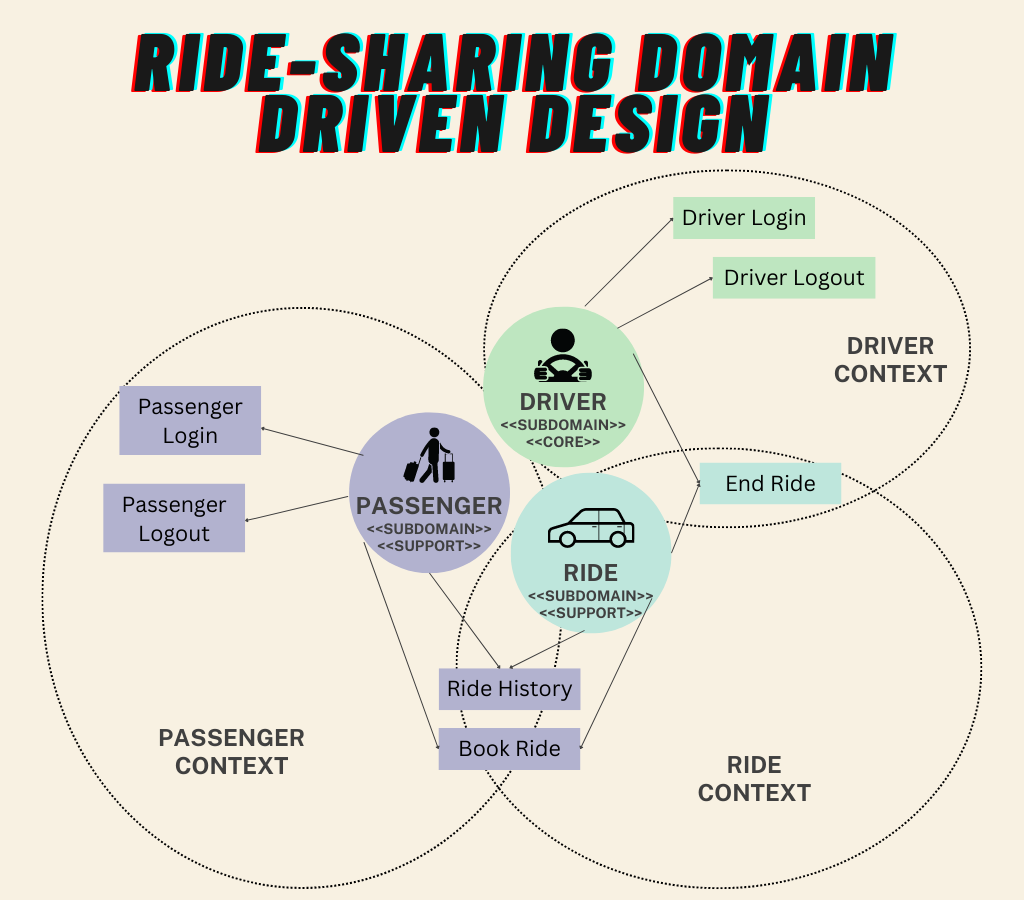 RIDE-SHARING DOMAIN
DRIVEN DESIGN
Driver Login
Driver Logout
DRIVER
CONTEXT
DRIVER
<<SUBDOMAIN>>
<<CORE>>
Passenger
Login
Passenger
Logout
PASSENGER
<<SUBDOMAIN>>
<<SUPPORT>>
End Ride
RIDE
<<SUBDOMAIN>>
<<SUPPORT>>
Ride History
Book Ride
PASSENGER
CONTEXT
RIDE
CONTEXT